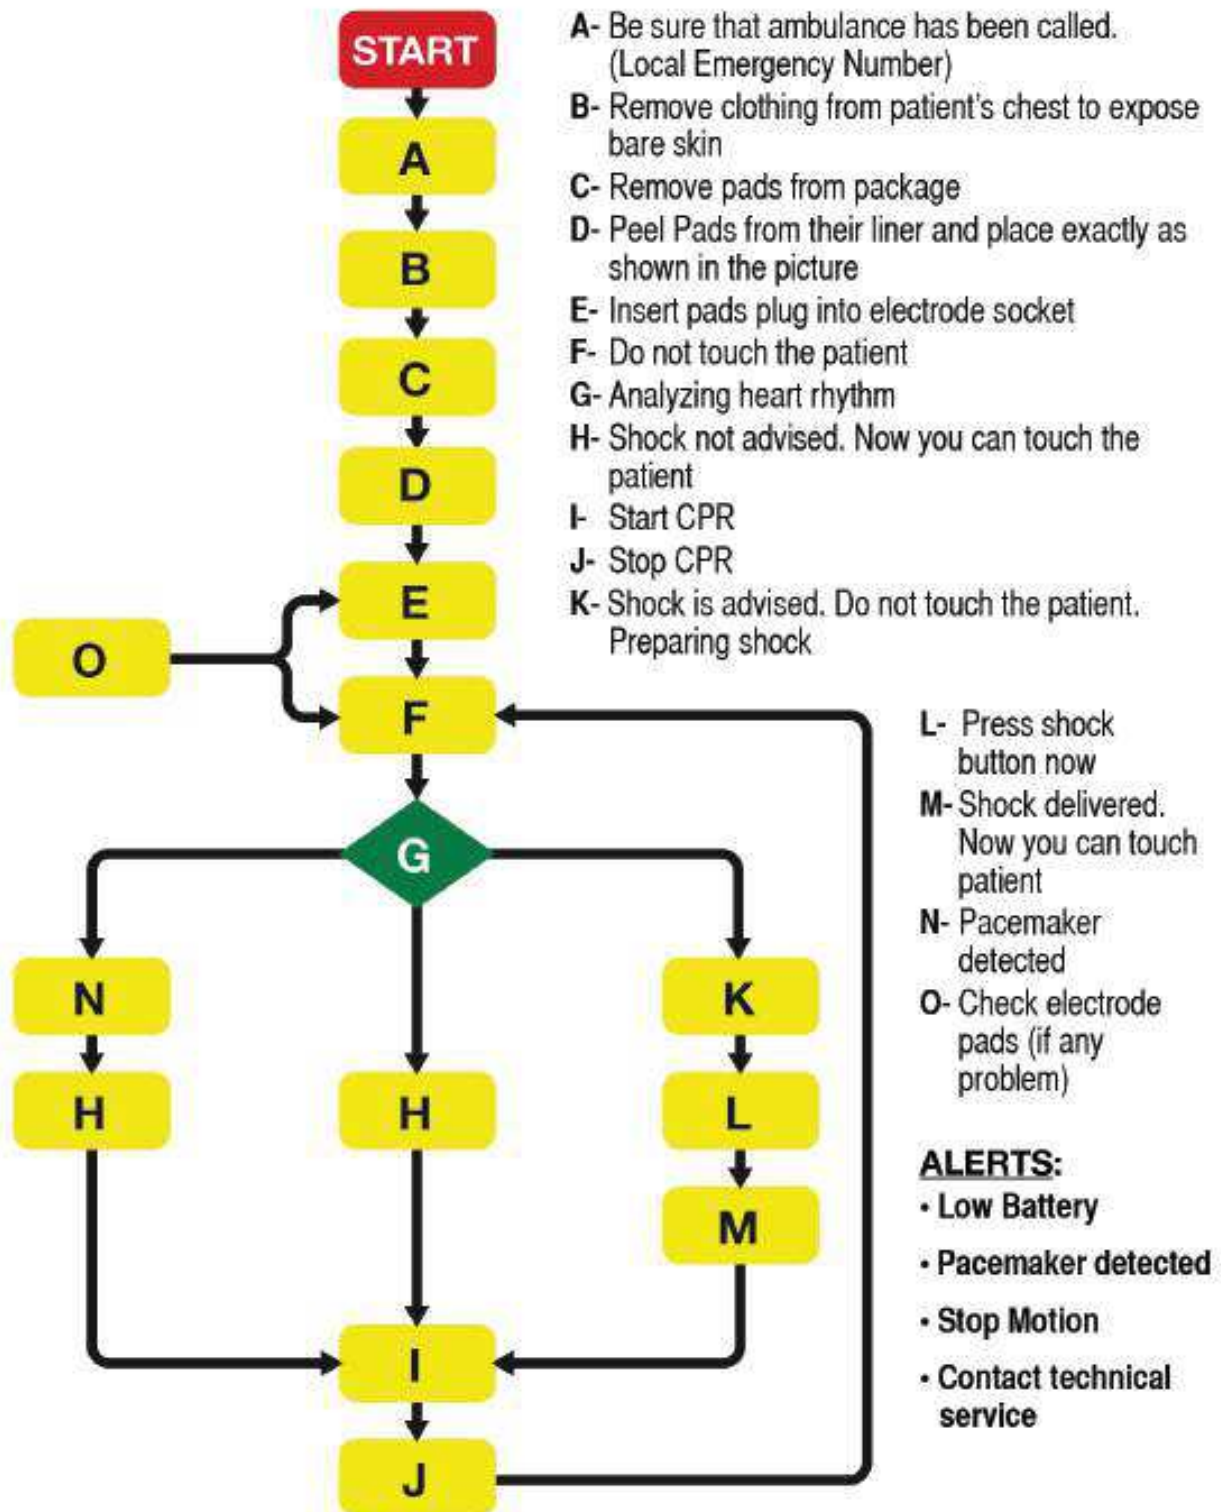 START
A
B
C
D
E
O
F
G
N
K
H
H
L
M
I
J
A- Be sure that ambulance has been called.
(Local Emergency Number)
B- Remove clothing from patient's chest to expose
bare skin
C- Remove pads from package
D- Peel Pads from their liner and place exactly as
shown in the picture
E- Insert pads plug into electrode socket
F- Do not touch the patient
G- Analyzing heart rhythm
H- Shock not advised. Now you can touch the
patient
I- Start CPR
J- Stop CPR
K- Shock is advised. Do not touch the patient.
Preparing shock
L- Press shock
button now
M- Shock delivered.
Now you can touch
patient
N- Pacemaker
detected
O- Check electrode
pads (if any
problem)
ALERTS:
• Low Battery
• Pacemaker detected
• Stop Motion
• Contact technical
service